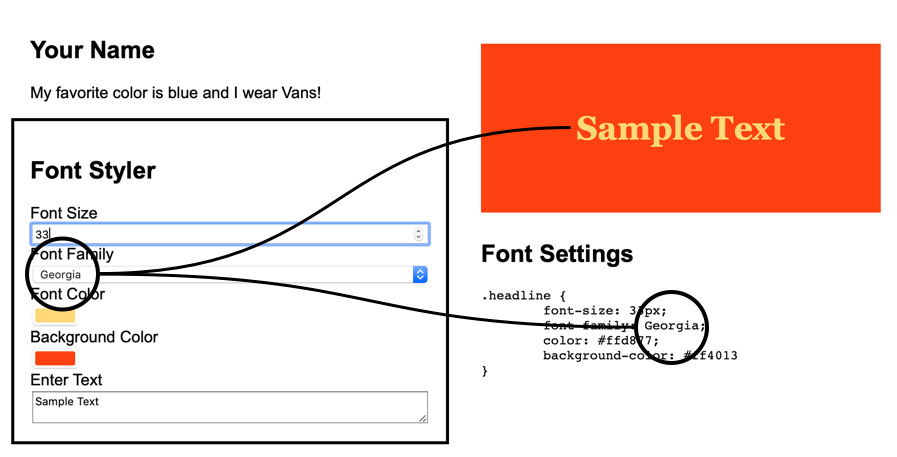 Your Name
My favorite color is blue and I wear Vans!
Font Styler
Font Size
33
Font Family
Georgia
Font Color
Background Color
Enter Text
Sample Text
Sample Text
Font Settings
.headline {
font-size: 33px;
font-family: Georgia;
color: #ffd877;
background-color: #ff4013
}